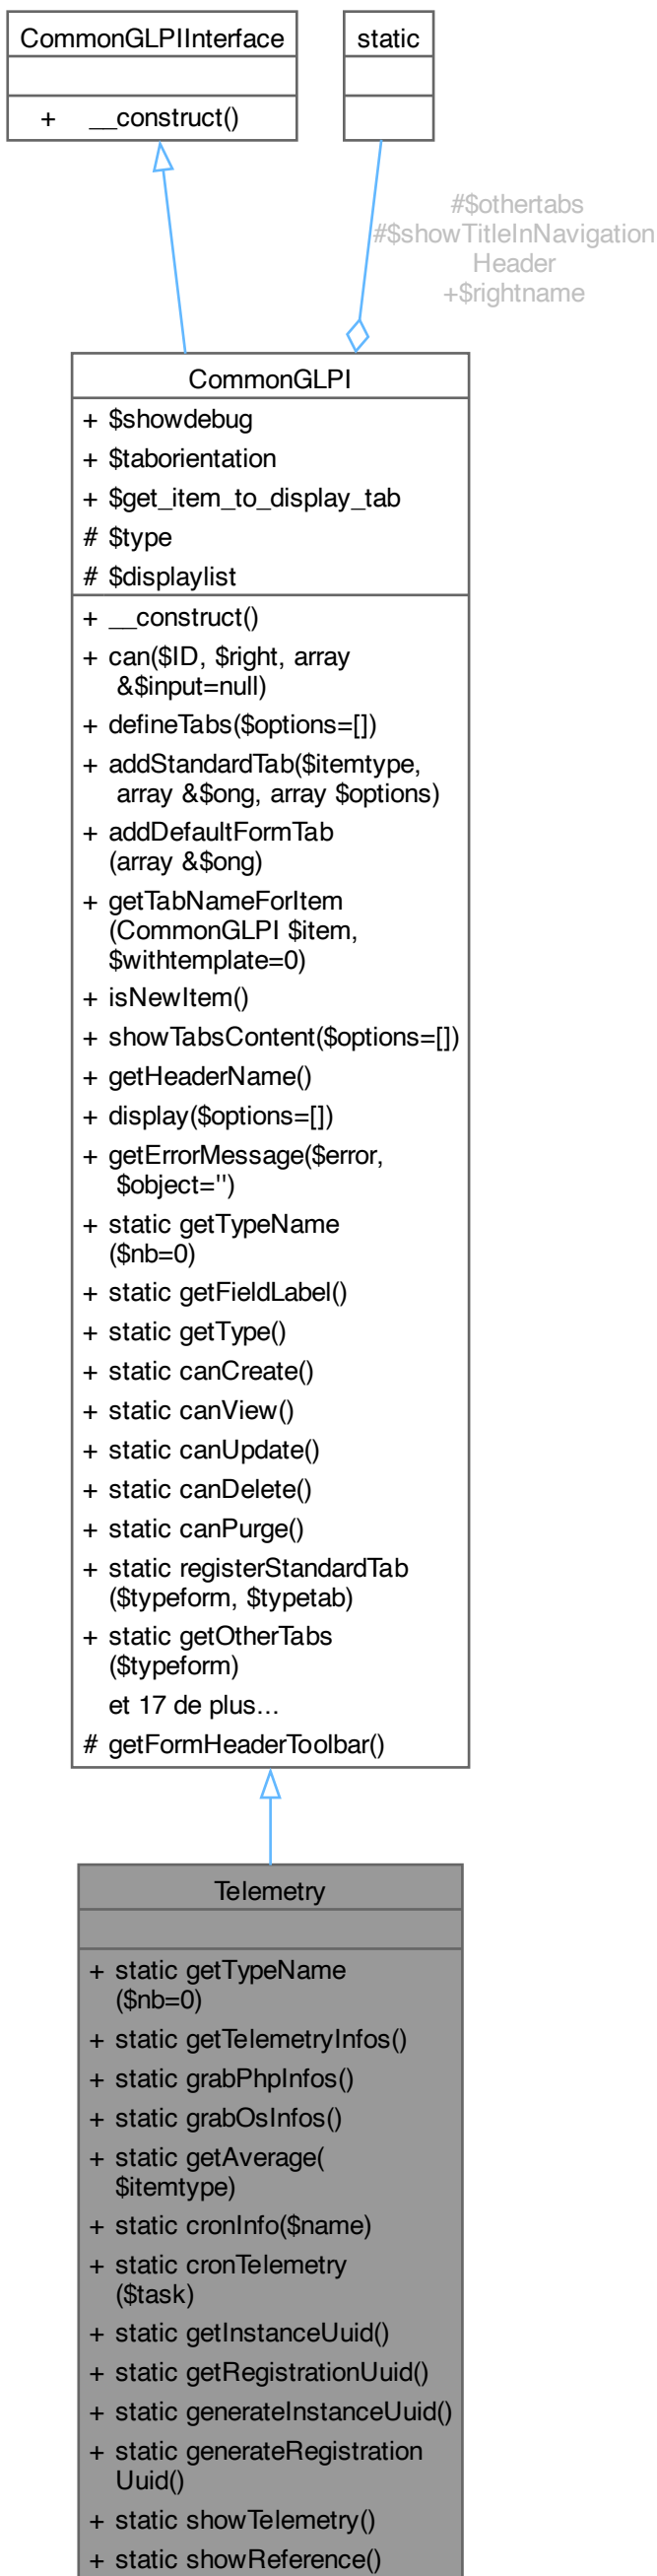 CommonGLPIInterface
+ __construct()
static
#$othertabs
#$showTitleInNavigation
Header
+$rightname
CommonGLPI
+ $showdebug
+ $taborientation
+ $get_item_to_display_tab
# $type
# $displaylist
+ __construct()
+ can($ID, $right, array
&$input=null)
+ defineTabs($options=[])
+ addStandardTab($itemtype,
array &$ong, array $options)
+ addDefaultFormTab
(array &$ong)
+ getTabNameForItem
(CommonGLPI $item,
$withtemplate=0)
+ isNewItem()
+ showTabsContent($options=[])
+ getHeaderName()
+ display($options=[])
+ getErrorMessage($error,
$object='')
+ static getTypeName
($nb=0)
+ static getFieldLabel()
+ static getType()
+ static canCreate()
+ static canView()
+ static canUpdate()
+ static canDelete()
+ static canPurge()
+ static registerStandardTab
($typeform, $typetab)
+ static getOtherTabs
($typeform)
et 17 de plus...
# getFormHeaderToolbar()
Telemetry
+ static getTypeName
($nb=0)
+ static getTelemetryInfos()
+ static grabPhpInfos()
+ static grabOsInfos()
+ static getAverage(
$itemtype)
+ static cronInfo($name)
+ static cronTelemetry
($task)
+ static getInstanceUuid()
+ static getRegistrationUuid()
+ static generateInstanceUuid()
+ static generateRegistration
Uuid()
+ static showTelemetry()
+ static showReference()